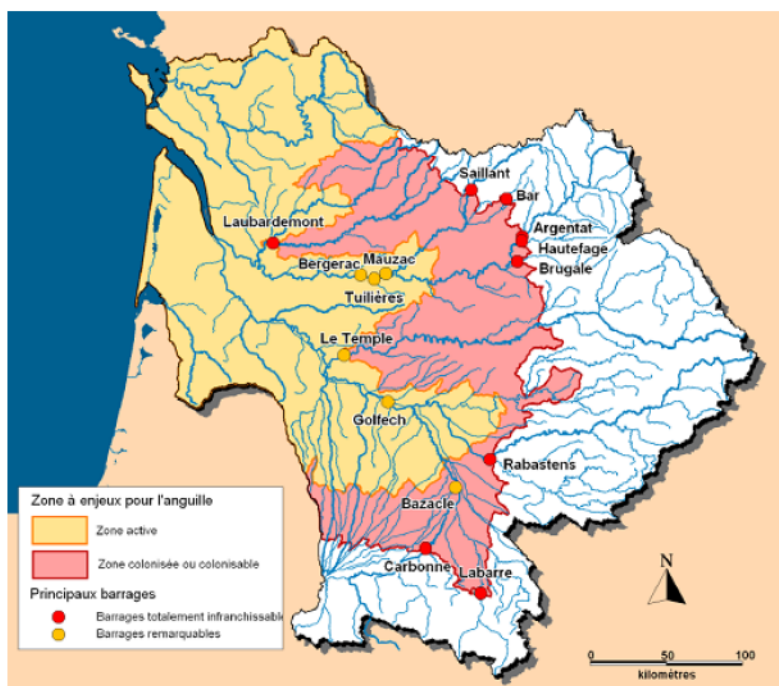 Saillant
Bar
Argentat
Hautefage
Brugale
Laubardemont
Bergerac
Mauzac
Tuilières
Le Temple
Golfech
Rabastens
Bazacle
Carbonne
Labarre
Zone à enjeux pour l'anguille
Zone active
Zone colonisée ou colonisable
Principaux barrages
Barrages totalement infranchissabl
Barrages remarquables
N
0 50 100
kilomètres